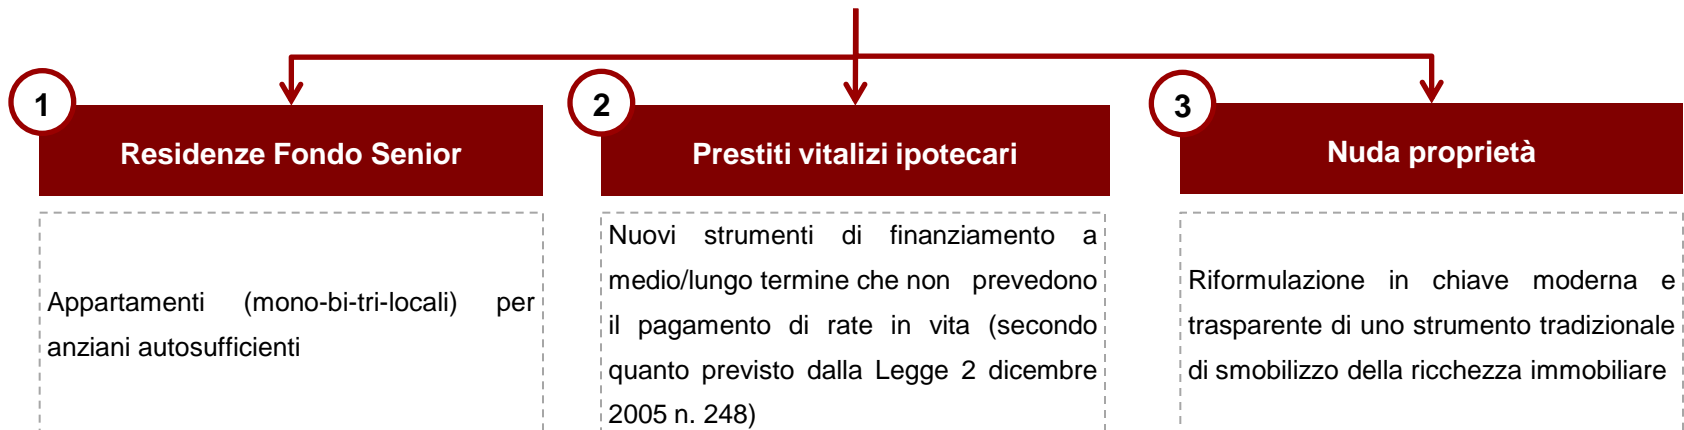 1
Residenze Fondo Senior
Appartamenti (mono-bi-tri-locali) per
anziani autosufficienti
2
Prestiti vitalizi ipotecari
Nuovi strumenti di finanziamento a
medio/lungo termine che non prevedono
il pagamento di rate in vita (secondo
quanto previsto dalla Legge 2 dicembre
2005 n. 248)
3
Nuda proprietà
Riformulazione in chiave moderna e
trasparente di uno strumento tradizionale
di smobilizzo della ricchezza immobiliare